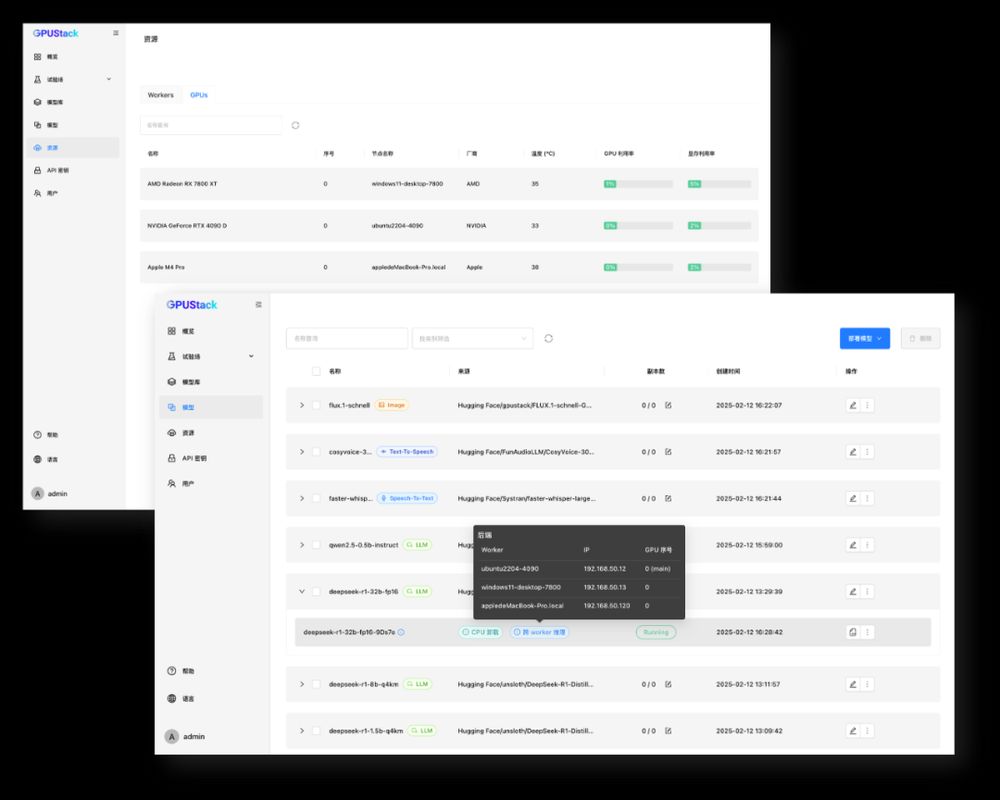 GPUStack
概览
试验场
模型库
模型
资源
API 密钥
用户
帮助
语言
A admin
资源
Workers GPUs
名称查询
名称 序号 节点名称 厂商 温度 (°C) GPU 利用率 显存利用率
AMD Radeon RX 7800 XT 0 windows11-desktop-7800 AMD 35 1% 5%
NVIDIA GeForce RTX 4090 D 0 ubuntu2204-4090 NVIDIA 33 0% 2%
Apple M4 Pro 0 appledeMacBook-Pro.local Apple 38 0% 2%
GPUStack
概览
试验场
模型库
模型
资源
API 密钥
用户
帮助
语言
A admin
名称查询 按类别筛选 部署模型 删除
名称 来源 副本数 创建时间 操作
flux.1-schnell Image Hugging Face/gpustack/FLUX.1-schnell-G... 0 / 0 2025-02-12 16:22:07
cosyvoice-3... Text-To-Speech Hugging Face/FunAudioLLM/CosyVoice-30... 0 / 0 2025-02-12 16:21:57
faster-whisp... Speech-To-Text Hugging Face/Systran/faster-whisper-large... 0 / 0 2025-02-12 16:21:44
qwen2.5-0.5b-instruct LLM Hugg 2025-02-12 15:59:00
deepseek-r1-32b-fp16 LLM Hugg 2025-02-12 13:29:39
后端
Worker IP GPU 序号
ubuntu2204-4090 192.168.50.12 0 (main)
windows11-desktop-7800 192.168.50.13 0
appledeMacBook-Pro.local 192.168.50.120 0
deepseek-r1-32b-fp16-9Ds7a CPU 卸载 跨 worker 推理 Running 2025-02-12 16:28:42
deepseek-r1-8b-q4km LLM Hugging Face/unsloth/DeepSeek-R1-Distill... 0 / 0 2025-02-12 13:11:57
deepseek-r1-1.5b-q4km LLM Hugging Face/unsloth/DeepSeek-R1-Distill... 0 / 0 2025-02-12 13:09:42